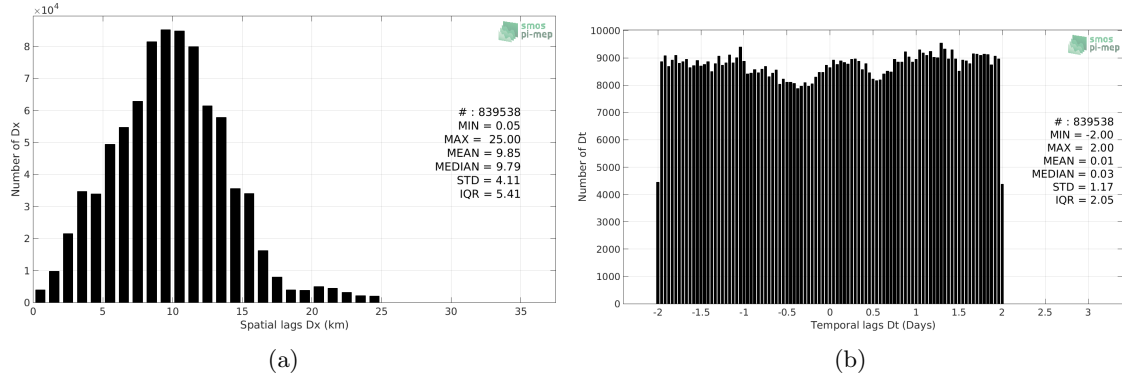 ×10⁴
8
7
6
5
4
3
2
1
0
Number of Dx
0 5 10 15 20 25 30 35
Spatial lags Dx (km)
smos
pi-mep
# : 839538
MIN = 0.05
MAX = 25.00
MEAN = 9.85
MEDIAN = 9.79
STD = 4.11
IQR = 5.41
(a)
10000
9000
8000
7000
6000
5000
4000
3000
2000
1000
0
Number of Dt
-2 -1.5 -1 -0.5 0 0.5 1 1.5 2 2.5 3
Temporal lags Dt (Days)
smos
pi-mep
# : 839538
MIN = -2.00
MAX = 2.00
MEAN = 0.01
MEDIAN = 0.03
STD = 1.17
IQR = 2.05
(b)